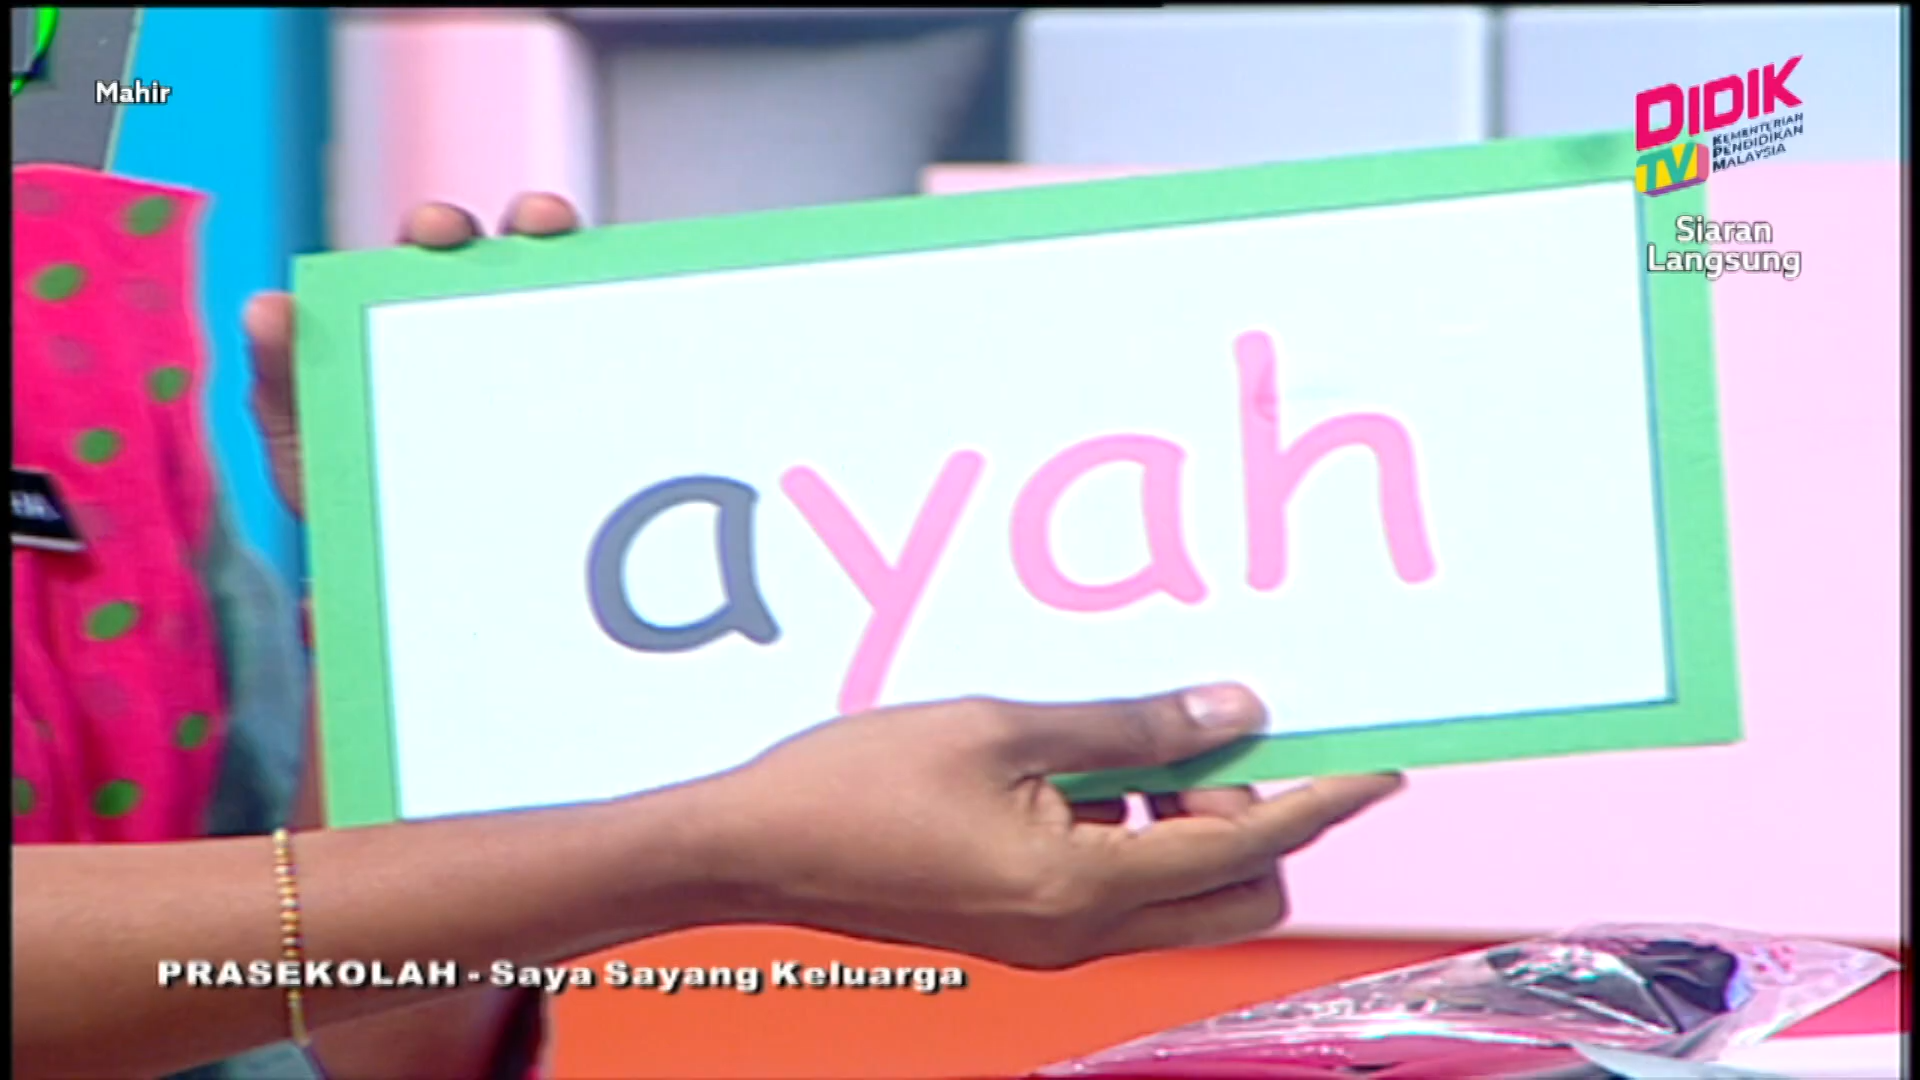 Mahir
DIDIK
TV
KEMENTERIAN
PENDIDIKAN
MALAYSIA
Siaran
Langsung
ayah
PRASEKOLAH - Saya Sayang Keluarga